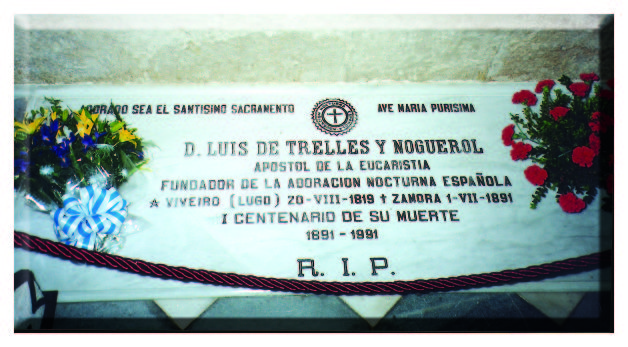 ADORADO SEA EL SANTISIMO SACRAMENTO AVE MARIA PURISIMA
D. LUIS DE TRELLES Y NOGUEROL
APOSTOL DE LA EUCARISTIA
FUNDADOR DE LA ADORACION NOCTURNA ESPAÑOLA
VIVEIRO (LUGO) 20-VIII-1819 † ZAMORA 1-VII-1891
I CENTENARIO DE SU MUERTE
1891 - 1991
R. I. P.